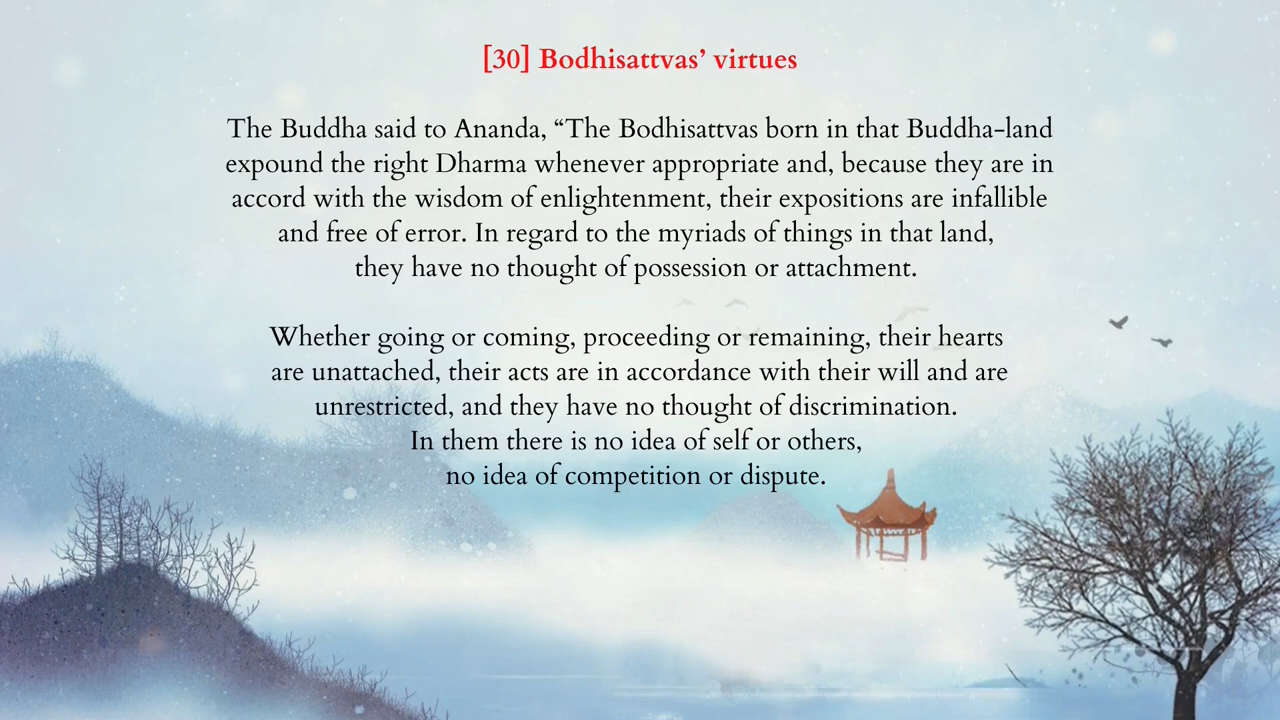 [30] Bodhisattvas’ virtues
The Buddha said to Ananda, “The Bodhisattvas born in that Buddha-land
expound the right Dharma whenever appropriate and, because they are in
accord with the wisdom of enlightenment, their expositions are infallible
and free of error. In regard to the myriads of things in that land,
they have no thought of possession or attachment.
Whether going or coming, proceeding or remaining, their hearts
are unattached, their acts are in accordance with their will and are
unrestricted, and they have no thought of discrimination.
In them there is no idea of self or others,
no idea of competition or dispute.